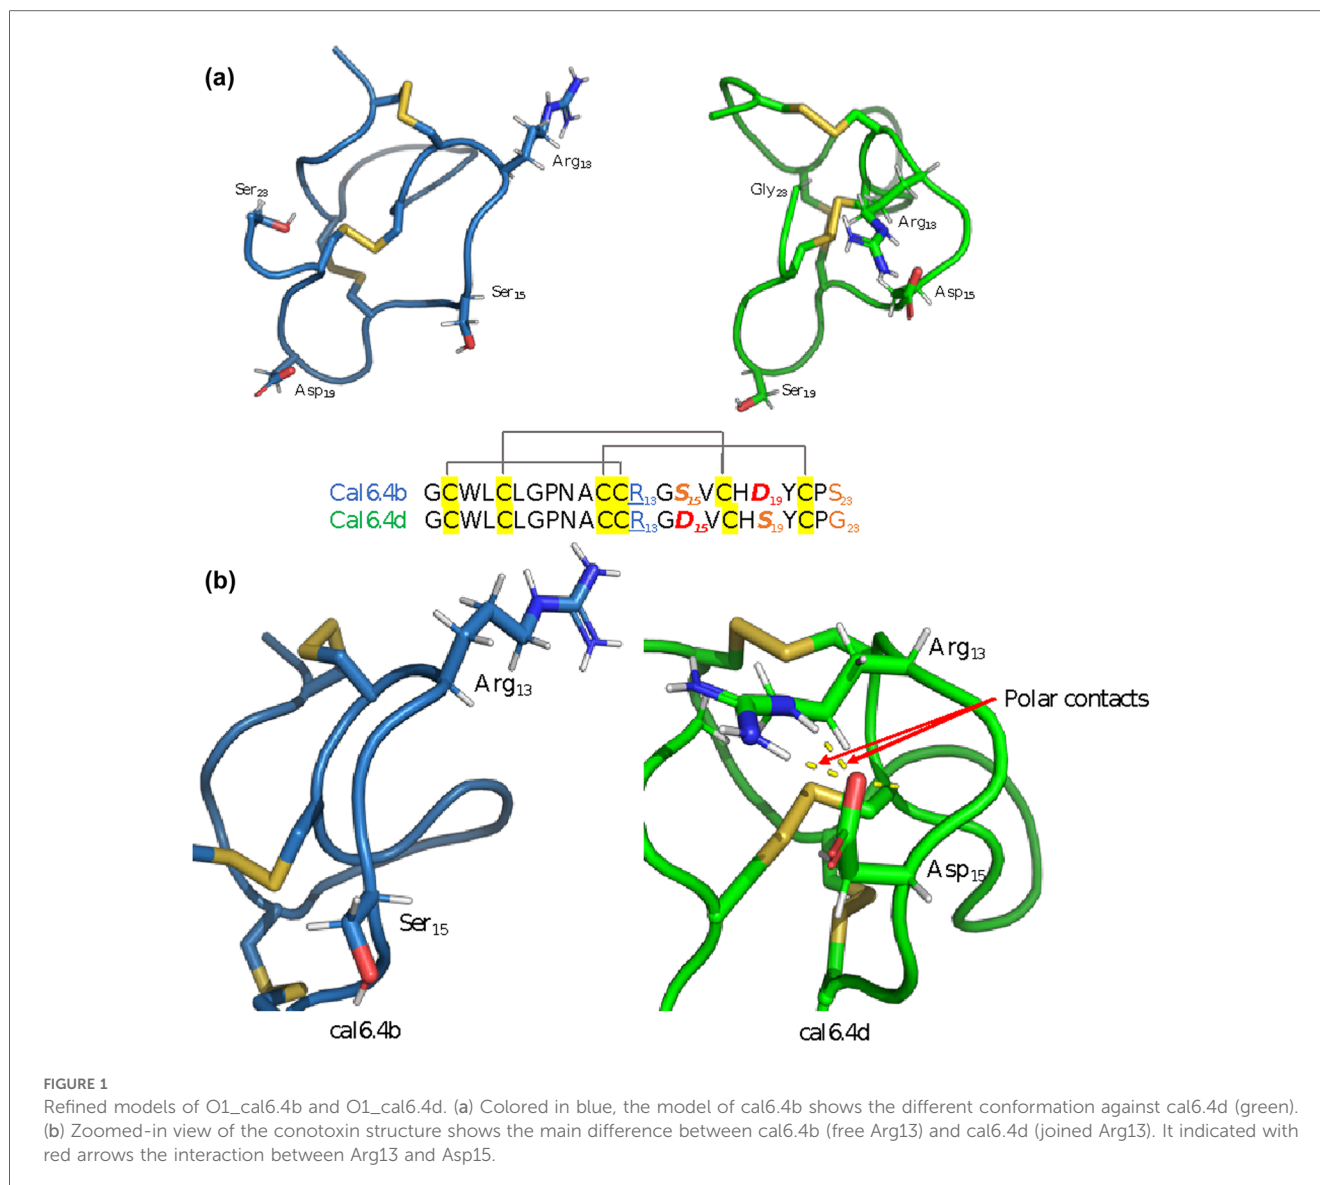 (a)
Arg13
Ser23
Ser15
Asp19
Gly23
Arg13
Asp15
Ser19
Cal6.4b GCWLCLGPNACCR13GS15VCHD19YCPS23
Cal6.4d GCWLCLGPNACCR13GD15VCHS19YCPG23
(b)
Arg13
Ser15
cal6.4b
Arg13
Polar contacts
Asp15
cal6.4d
FIGURE 1
Refined models of O1_cal6.4b and O1_cal6.4d. (a) Colored in blue, the model of cal6.4b shows the different conformation against cal6.4d (green).
(b) Zoomed-in view of the conotoxin structure shows the main difference between cal6.4b (free Arg13) and cal6.4d (joined Arg13). It indicated with
red arrows the interaction between Arg13 and Asp15.